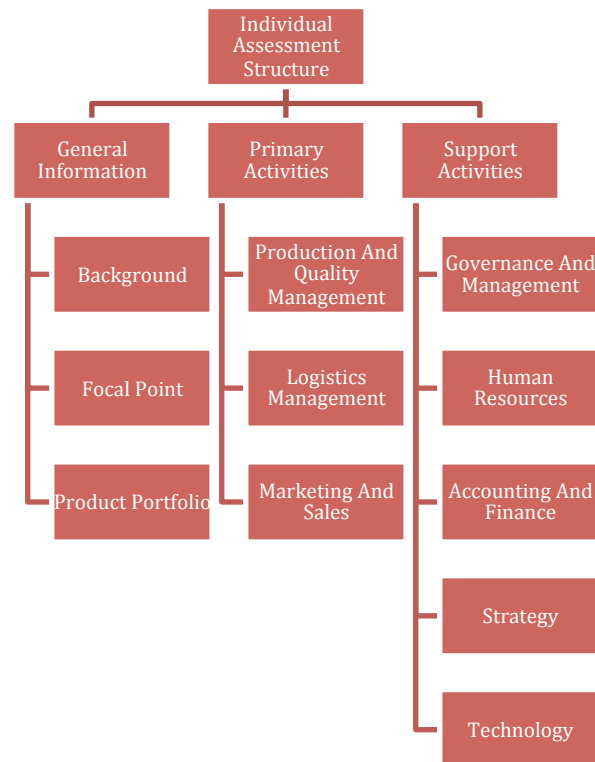 Individual
Assessment
Structure
General
Information
Primary
Activities
Support
Activities
Background
Focal Point
Product Portfolio
Production And
Quality
Management
Logistics
Management
Marketing And
Sales
Governance And
Management
Human
Resources
Accounting And
Finance
Strategy
Technology